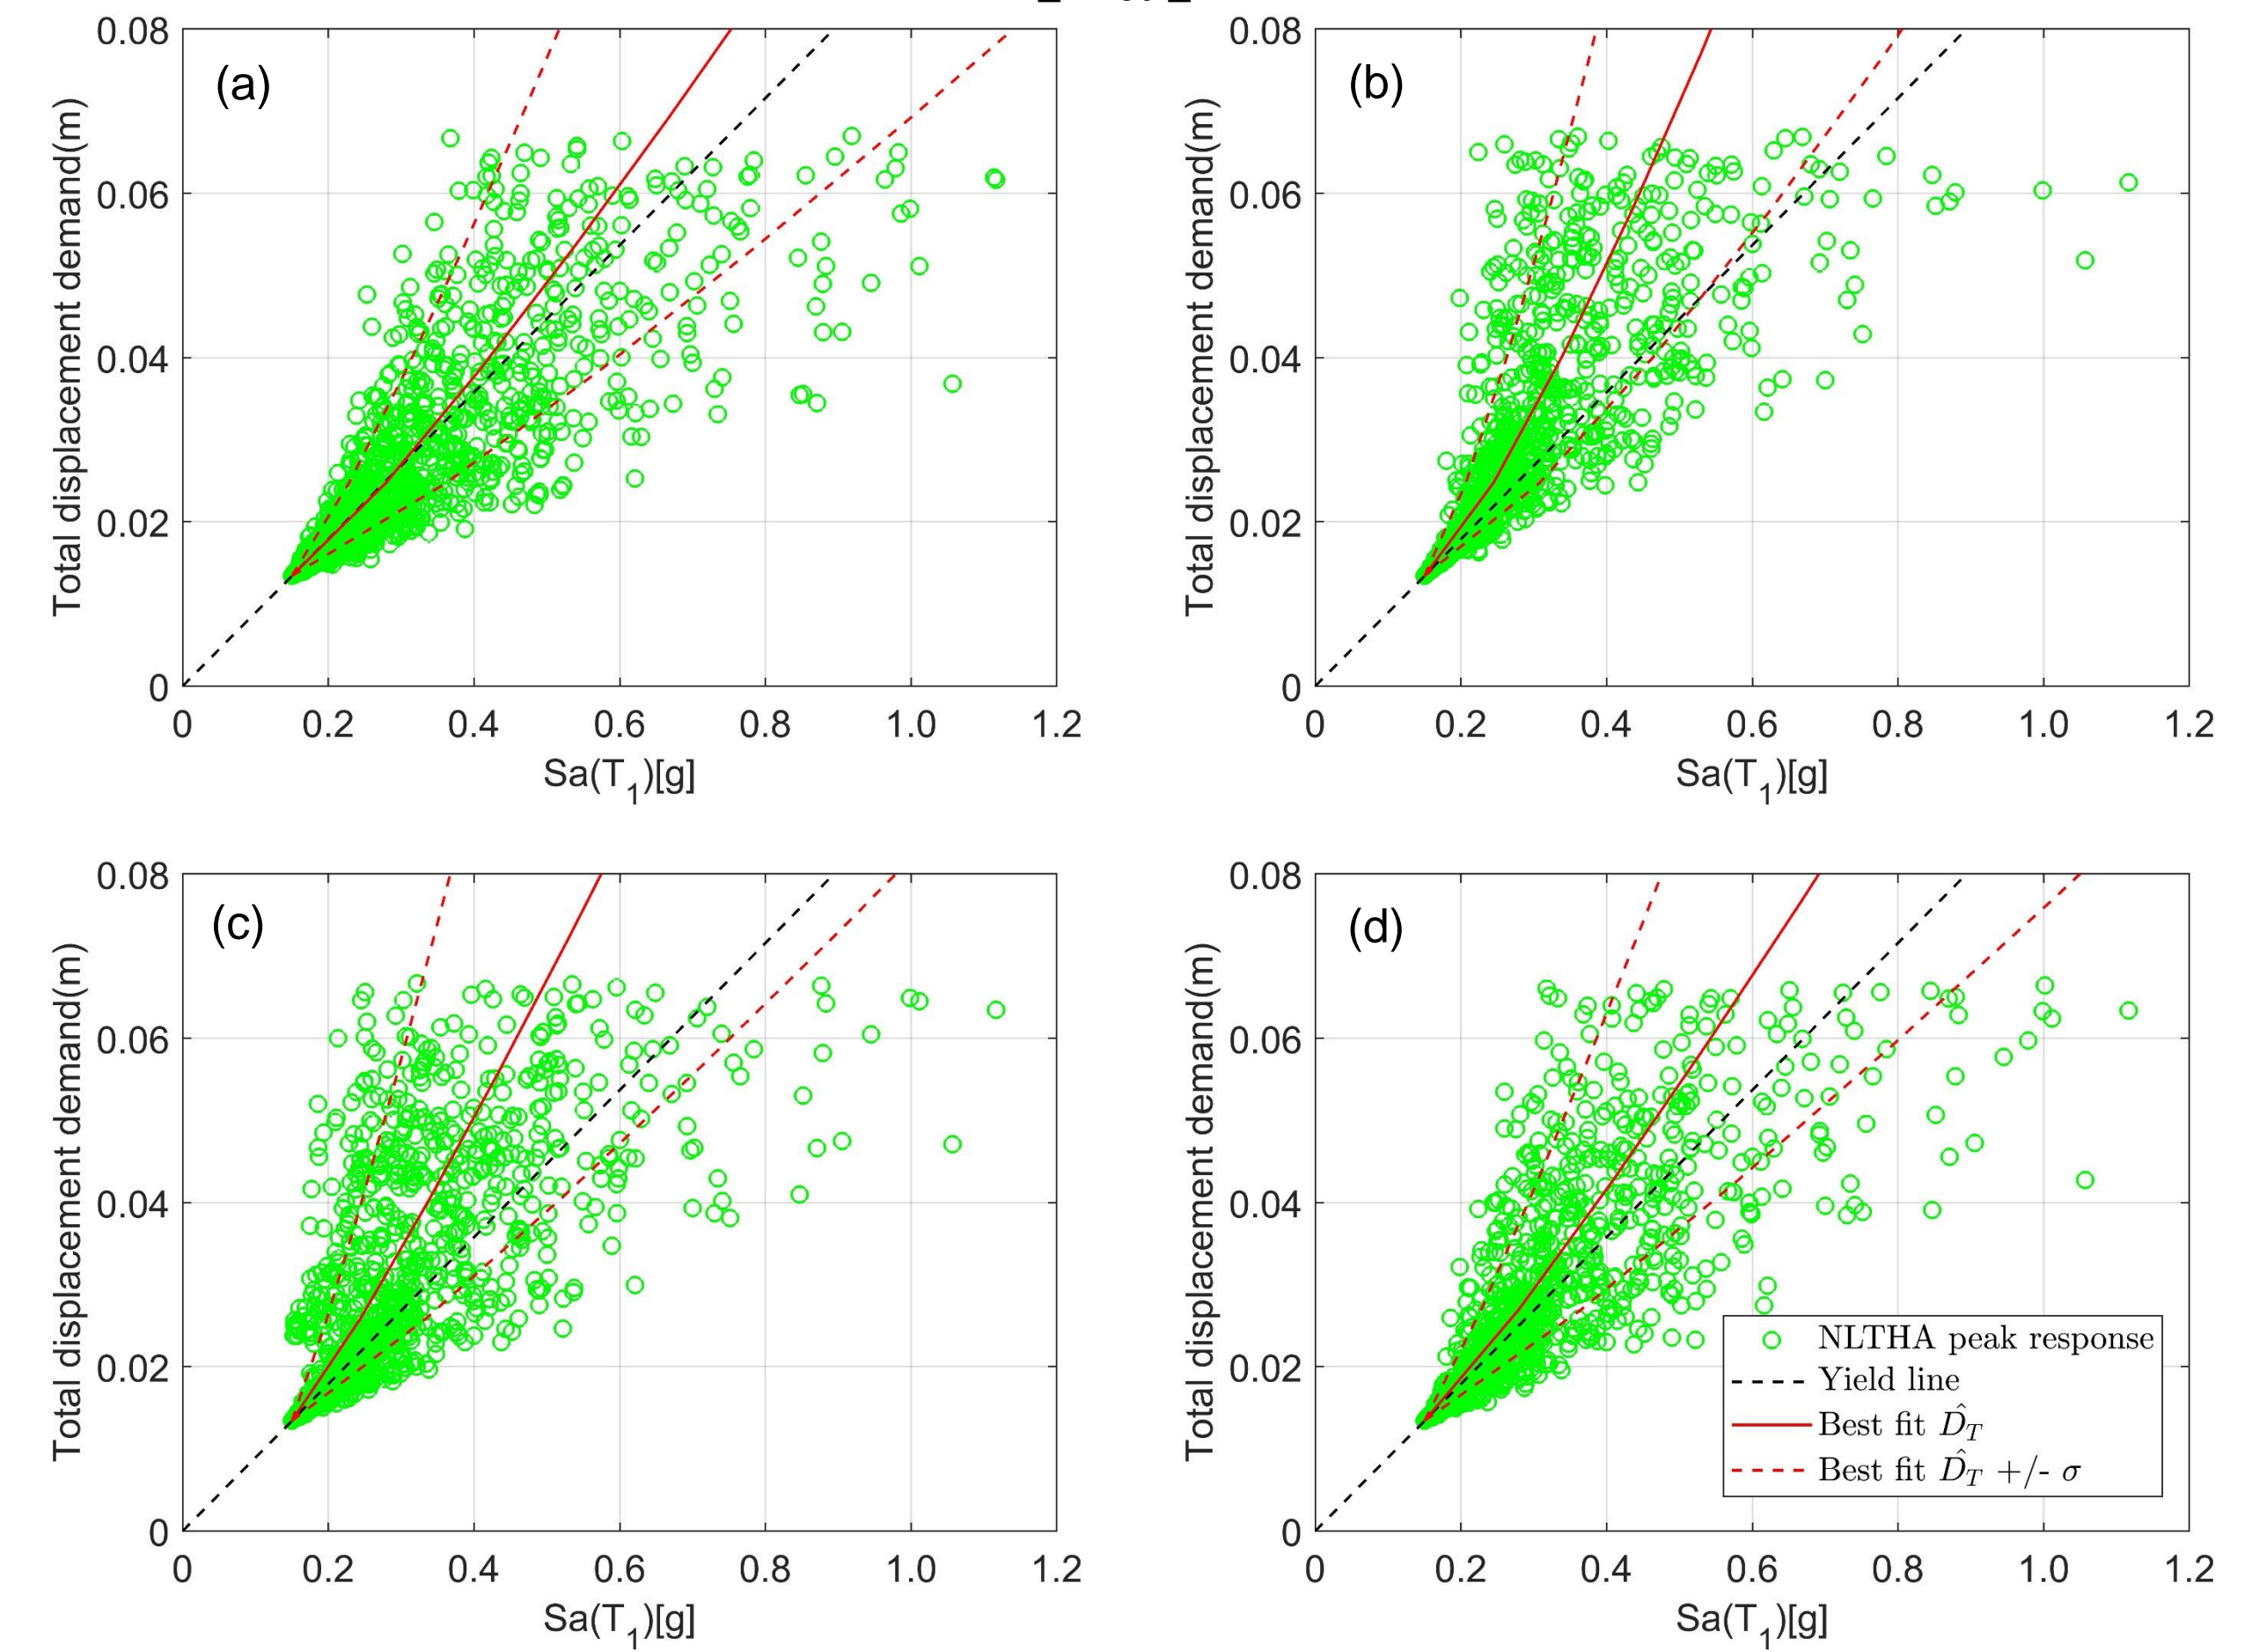 (a)
0.08
0.06
0.04
0.02
0
Total displacement demand(m)
0 0.2 0.4 0.6 0.8 1.0 1.2
Sa(T1)[g]
(b)
0.08
0.06
0.04
0.02
0
Total displacement demand(m)
0 0.2 0.4 0.6 0.8 1.0 1.2
Sa(T1)[g]
(c)
0.08
0.06
0.04
0.02
0
Total displacement demand(m)
0 0.2 0.4 0.6 0.8 1.0 1.2
Sa(T1)[g]
(d)
0.08
0.06
0.04
0.02
0
Total displacement demand(m)
0 0.2 0.4 0.6 0.8 1.0 1.2
Sa(T1)[g]
NLTHA peak response
Yield line
Best fit D̂T
Best fit D̂T +/- σ